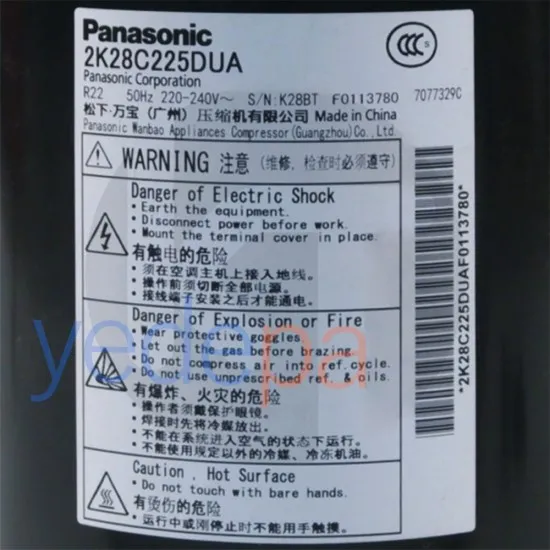 Panasonic
2K28C225DUA
Panasonic Corporation
R22 50Hz 220-240V～ S/N:K28BT F0113780 7077329C
松下·万宝（广州）压缩机有限公司 Made in China
Panasonic Wanbao Appliances Compressor(Guangzhou)Co.,Ltd.
CCC S
WARNING 注意（维修、检查时必须遵守）
Danger of Electric Shock
• Earth the equipment.
• Disconnect power before work.
• Mount the terminal cover in place.
有触电的危险
• 须在空调主机上接入地线。
• 操作前须切断全部电源。
• 接线端子安装之后才能通电。
Danger of Explosion or Fire
• Wear protective goggles.
• Let out the gas before brazing.
• Do not compress air into ref.cycle.
• Do not use unprescribed ref. & oils.
有爆炸、火灾的危险
• 操作者须戴保护眼镜。
• 焊接时先将冷媒放出。
• 不能在系统进入空气的状态下运行。
• 不能使用规定以外的冷媒、冷冻机油。
Caution , Hot Surface
• Do not touch with bare hands.
有烫伤的危险
• 运行中或刚停止时不能用手触摸。
*2K28C225DUAF0113780*
yedepa